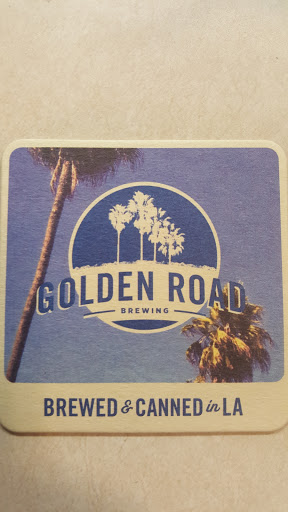 GOLDEN ROAD
BREWING
BREWED & CANNED in LA